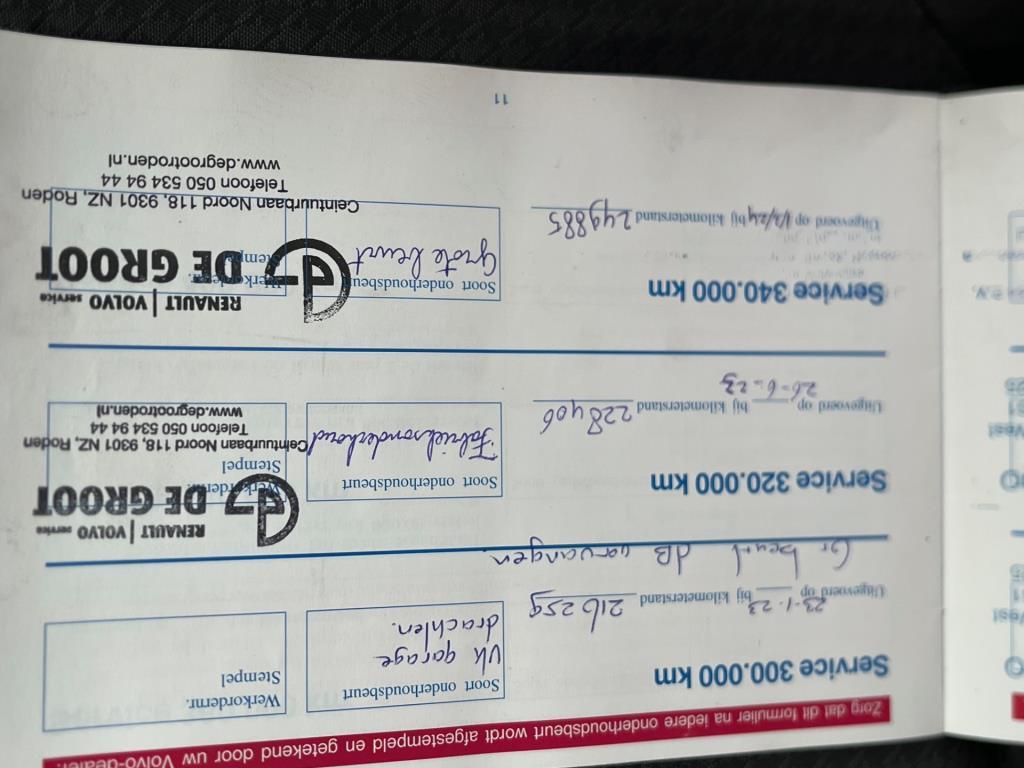 Zorg dat dit formulier na iedere onderhoudsbeurt wordt afgestempeld en getekend door uw Volvo-dealer.
Service 300.000 km
Soort onderhoudsbeurt
Werkordernr.
Stempel
Vk garage
drachten.
Uitgevoerd op 23-1-23 bij kilometerstand 216259
Gr beurt dB vervangen
Service 320.000 km
Soort onderhoudsbeurt
Werkordernr.
Stempel
Fabrieksonderhoud
RENAULT | VOLVO service
DE GROOT
Ceintuurbaan Noord 118, 9301 NZ, Roden
Telefoon 050 534 94 44
www.degrootroden.nl
Uitgevoerd op bij kilometerstand 228406
26-6-23
Service 340.000 km
Soort onderhoudsbeurt
Werkordernr.
Stempel
Grote beurt
RENAULT | VOLVO service
DE GROOT
Ceintuurbaan Noord 118, 9301 NZ, Roden
Telefoon 050 534 94 44
www.degrootroden.nl
Uitgevoerd op bij kilometerstand 249885
11